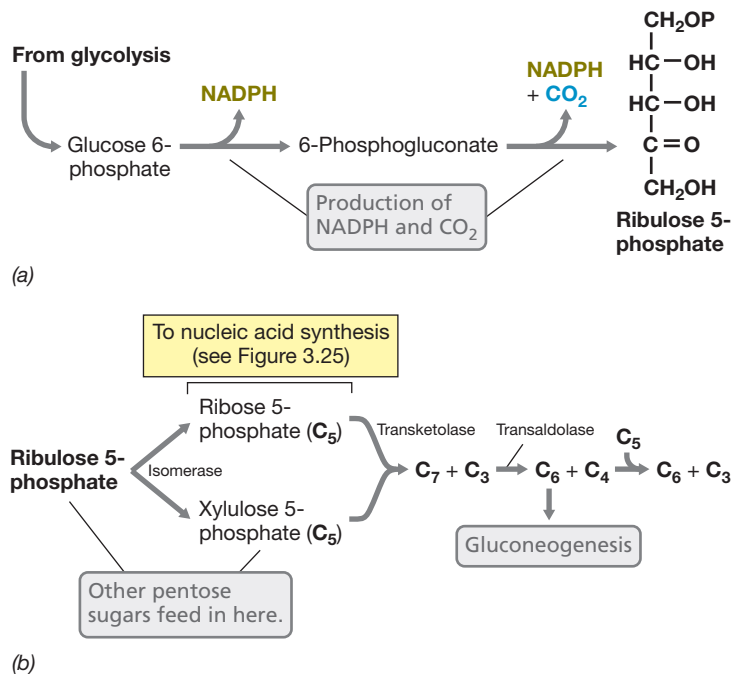 From glycolysis
Glucose 6-
phosphate
NADPH
6-Phosphogluconate
NADPH
+ CO₂
CH₂OP
HC—OH
HC—OH
C=O
CH₂OH
Ribulose 5-
phosphate
Production of
NADPH and CO₂
(a)
To nucleic acid synthesis
(see Figure 3.25)
Ribulose 5-
phosphate
Isomerase
Ribose 5-
phosphate (C₅)
Xylulose 5-
phosphate (C₅)
Transketolase
C₇ + C₃
Transaldolase
C₆ + C₄
C₅
C₆ + C₃
Gluconeogenesis
Other pentose
sugars feed in here.
(b)